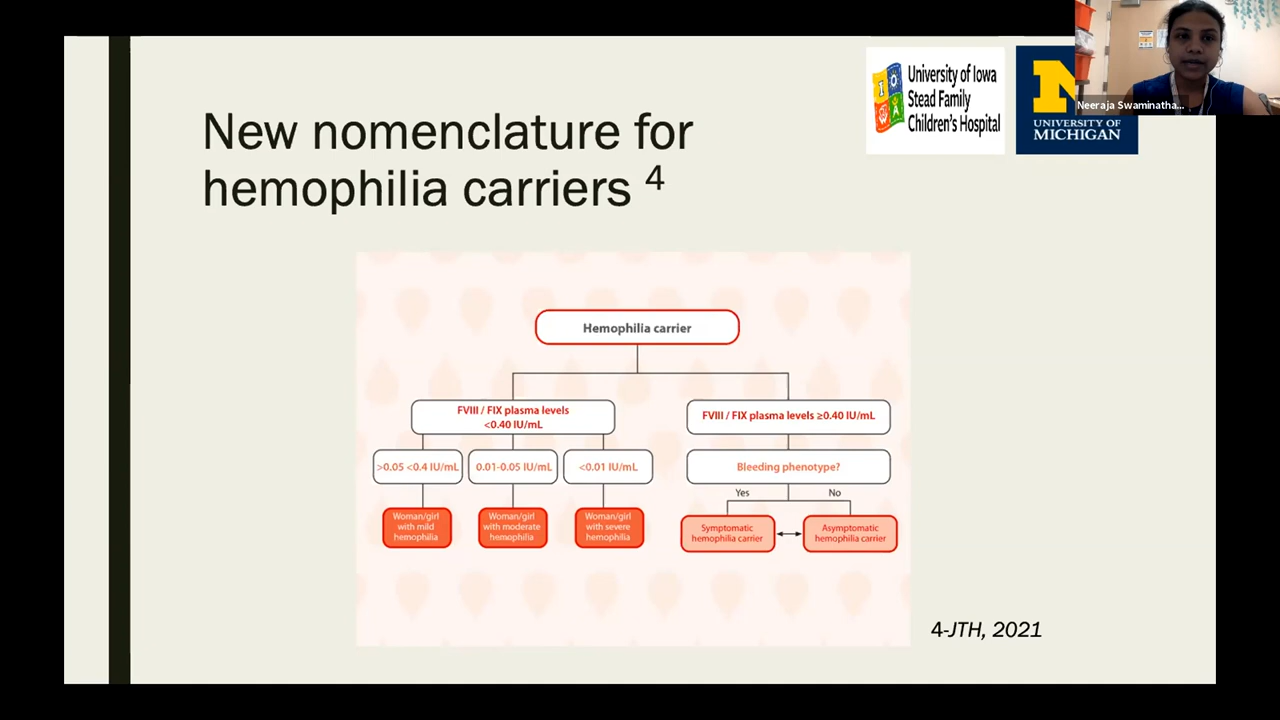 New nomenclature for
hemophilia carriers 4
University of Iowa
Stead Family
Children's Hospital
UNIVERSITY OF
MICHIGAN
Neeraja Swaminatha...
Hemophilia carrier
FVIII / FIX plasma levels
<0.40 IU/mL
FVIII / FIX plasma levels ≥0.40 IU/mL
>0.05 <0.4 IU/mL
0.01-0.05 IU/mL
<0.01 IU/mL
Bleeding phenotype?
Yes
No
Woman/girl
with mild
hemophilia
Woman/girl
with moderate
hemophilia
Woman/girl
with severe
hemophilia
Symptomatic
hemophilia carrier
Asymptomatic
hemophilia carrier
4-JTH, 2021